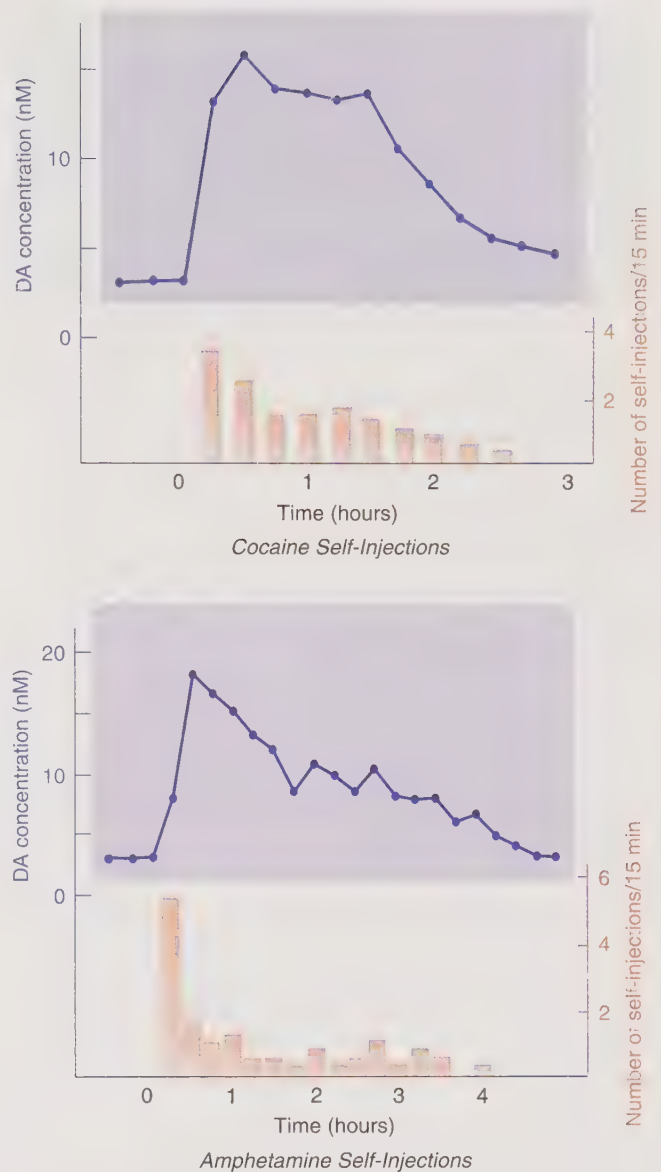 DA concentration (nM)
10
0
Number of self-injections/15 min
4
2
0 1 2 3
Time (hours)
Cocaine Self-Injections
DA concentration (nM)
20
10
0
Number of self-injections/15 min
6
4
2
0 1 2 3 4
Time (hours)
Amphetamine Self-Injections